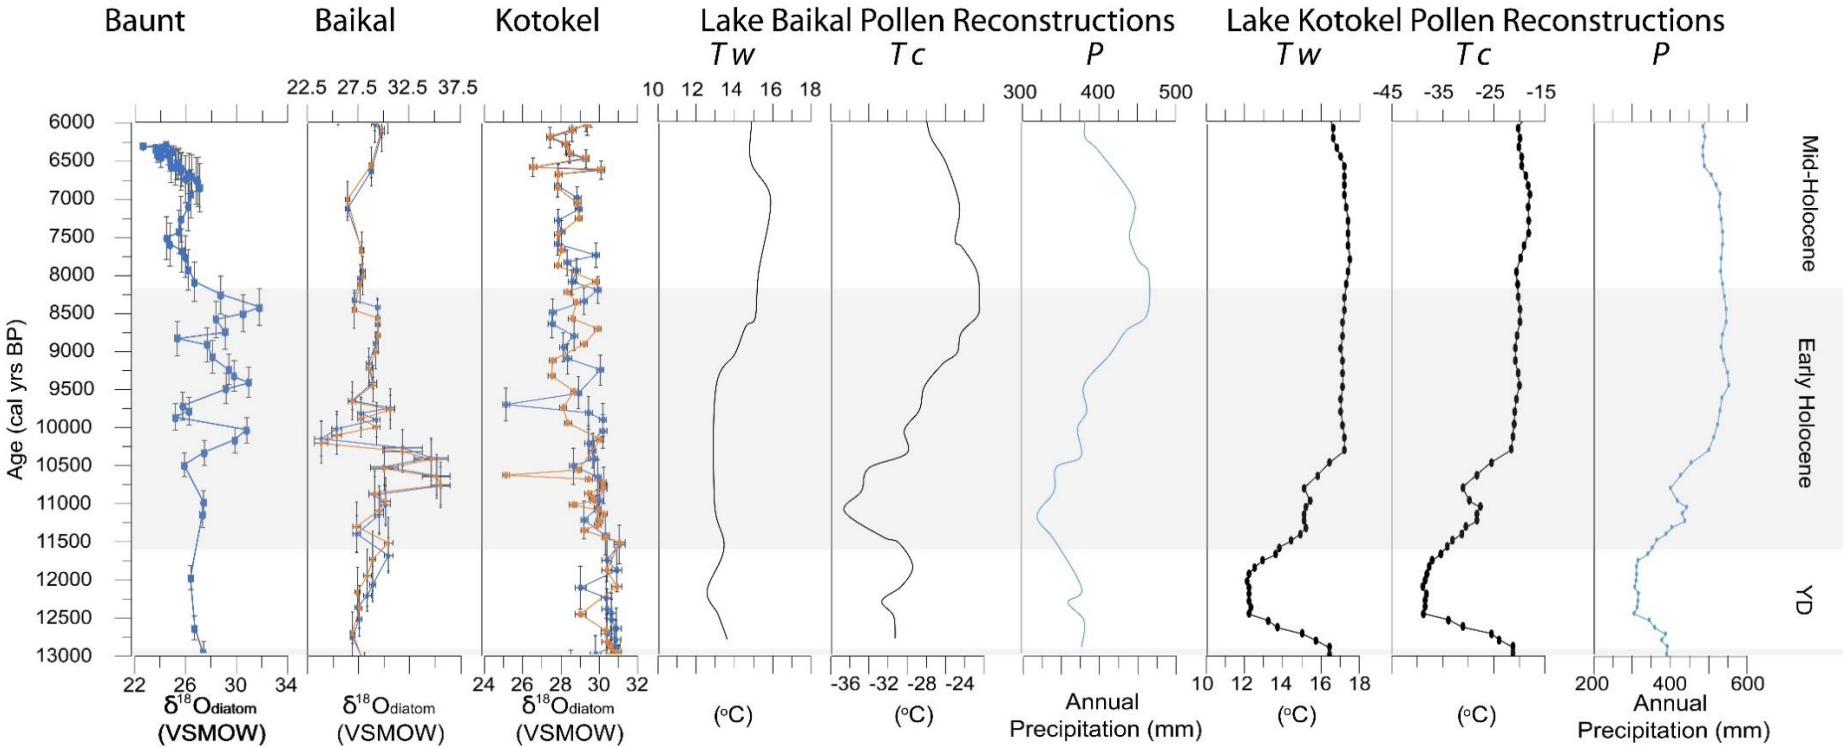 Baunt Baikal Kotokel Lake Baikal Pollen Reconstructions Lake Kotokel Pollen Reconstructions
Tw Tc P Tw Tc P
22.5 27.5 32.5 37.5 10 12 14 16 18 300 400 500 -45 -35 -25 -15
Age (cal yrs BP)
6000
6500
7000
7500
8000
8500
9000
9500
10000
10500
11000
11500
12000
12500
13000
Mid-Holocene
Early Holocene
YD
22 26 30 34 24 26 28 30 32 -36 -32 -28 -24 10 12 14 16 18 200 400 600
δ¹⁸Odiatom δ¹⁸Odiatom δ¹⁸Odiatom (°C) (°C) Annual (°C) (°C) Annual
(VSMOW) (VSMOW) (VSMOW) Precipitation (mm) Precipitation (mm)